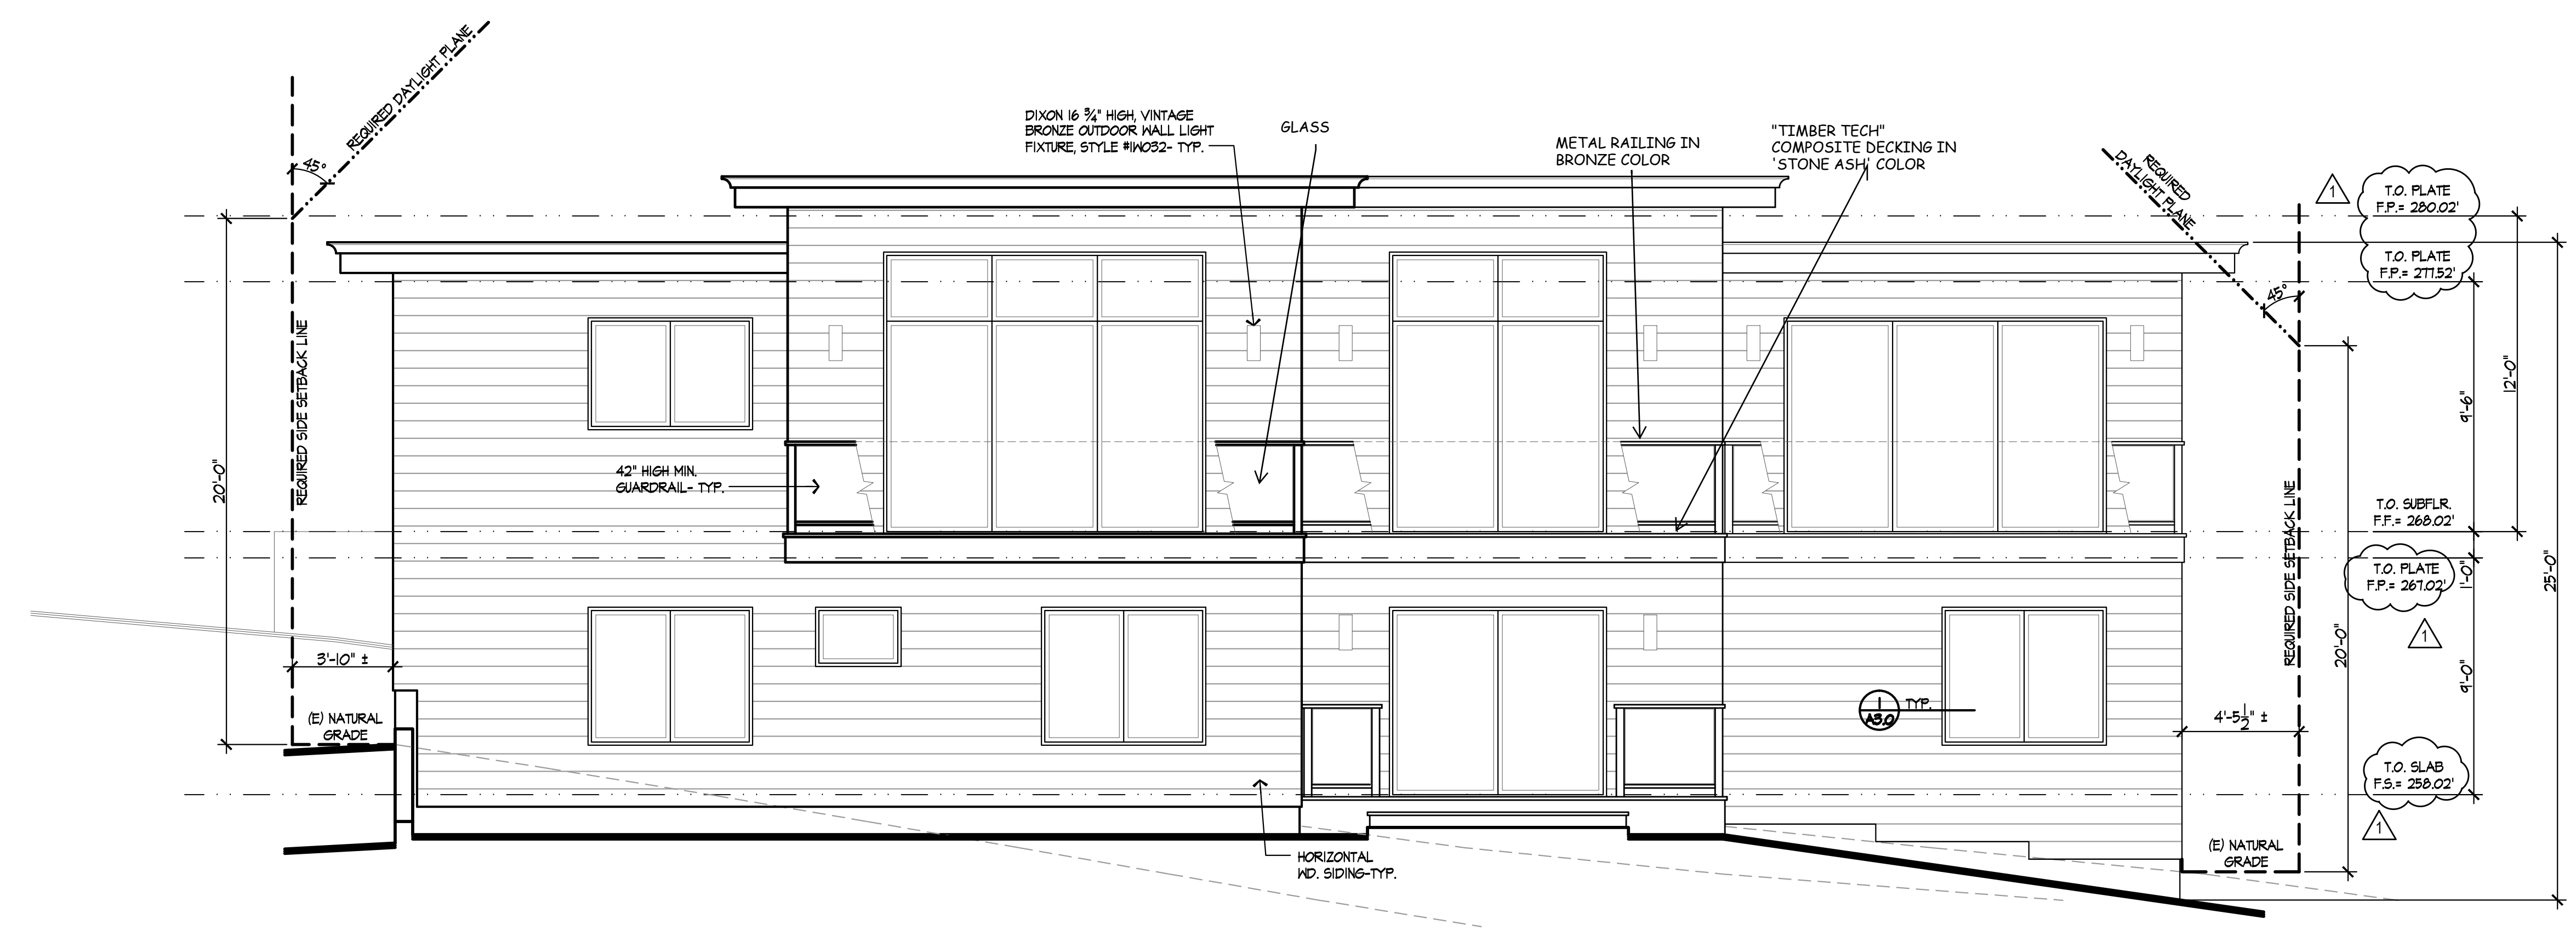 REQUIRED DAYLIGHT PLANE
45°
DIXON 16 ¾" HIGH, VINTAGE
BRONZE OUTDOOR WALL LIGHT
FIXTURE, STYLE #IW032- TYP.
GLASS
METAL RAILING IN
BRONZE COLOR
"TIMBER TECH"
COMPOSITE DECKING IN
'STONE ASH' COLOR
REQUIRED
DAYLIGHT PLANE
45°
1
T.O. PLATE
F.P.= 280.02'
T.O. PLATE
F.P.= 277.52'
REQUIRED SIDE SETBACK LINE
20'-0"
42" HIGH MIN.
GUARDRAIL- TYP.
12'-0"
9'-6"
T.O. SUBFLR.
F.F.= 268.02'
T.O. PLATE
F.P.= 267.02'
1'-0"
25'-0"
1
REQUIRED SIDE SETBACK LINE
20'-0"
9'-0"
3'-10" ±
(E) NATURAL
GRADE
1
A3.0
TYP.
4'-5 1/2" ±
T.O. SLAB
F.S.= 258.02'
1
(E) NATURAL
GRADE
HORIZONTAL
WD. SIDING-TYP.